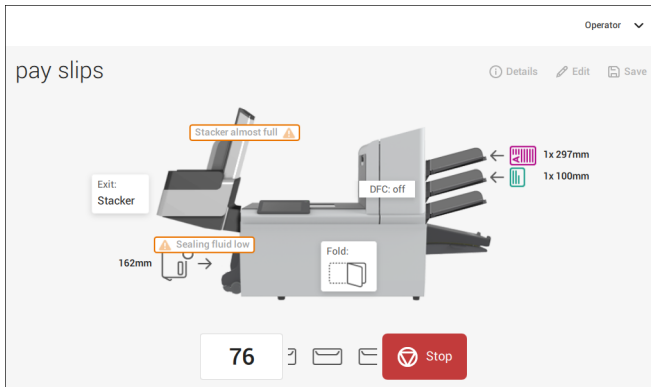 Operator
pay slips
Details
Edit
Save
Stacker almost full
1x 297mm
1x 100mm
DFC: off
Exit:
Stacker
Sealing fluid low
162mm
Fold:
76
Stop